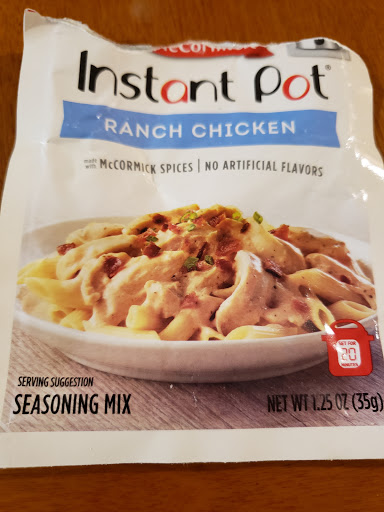 McCormick
Instant Pot®
RANCH CHICKEN
made with McCORMICK SPICES | NO ARTIFICIAL FLAVORS
SET FOR
20
MINUTES
SERVING SUGGESTION
SEASONING MIX
NET WT 1.25 OZ (35g)